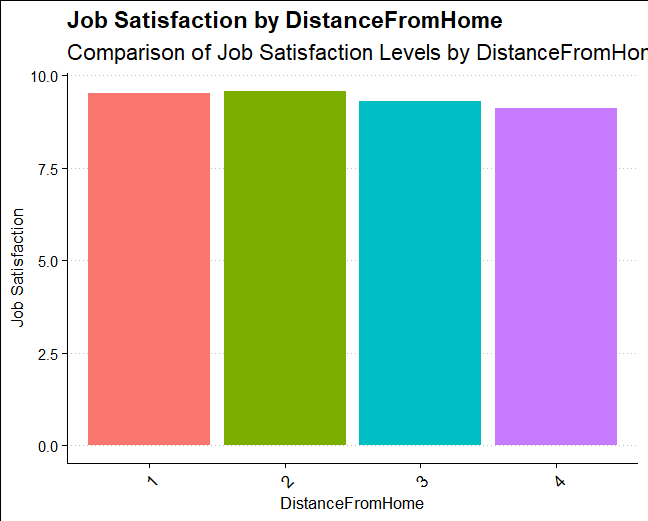 Job Satisfaction by DistanceFromHome
Comparison of Job Satisfaction Levels by DistanceFromHom
10.0
7.5
5.0
2.5
0.0
Job Satisfaction
1
2
3
4
DistanceFromHome